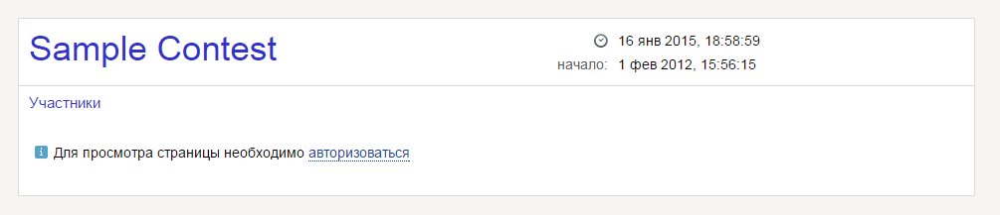 Sample Contest
16 янв 2015, 18:58:59
начало: 1 фев 2012, 15:56:15
Участники
Для просмотра страницы необходимо авторизоваться